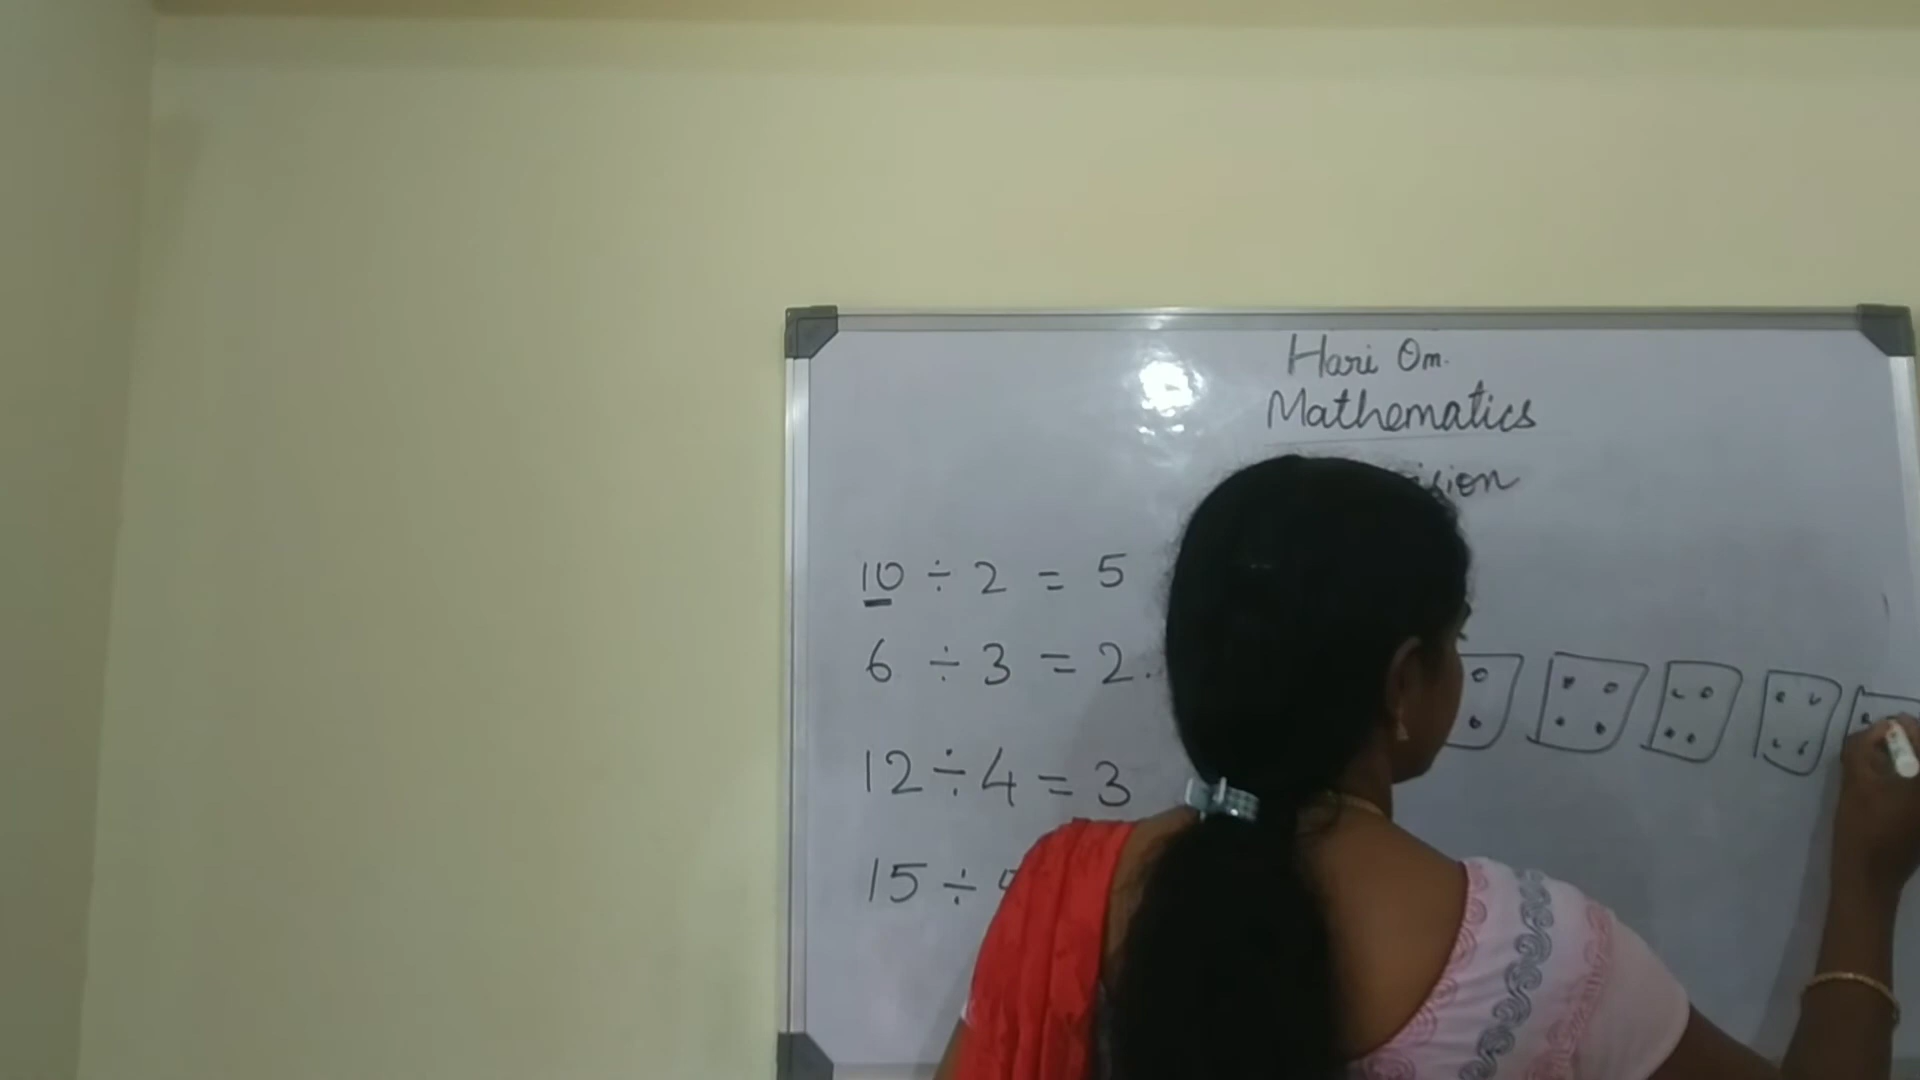 Hari Om.
Mathematics
10 ÷ 2 = 5
6 ÷ 3 = 2.
12 ÷ 4 = 3
15 ÷